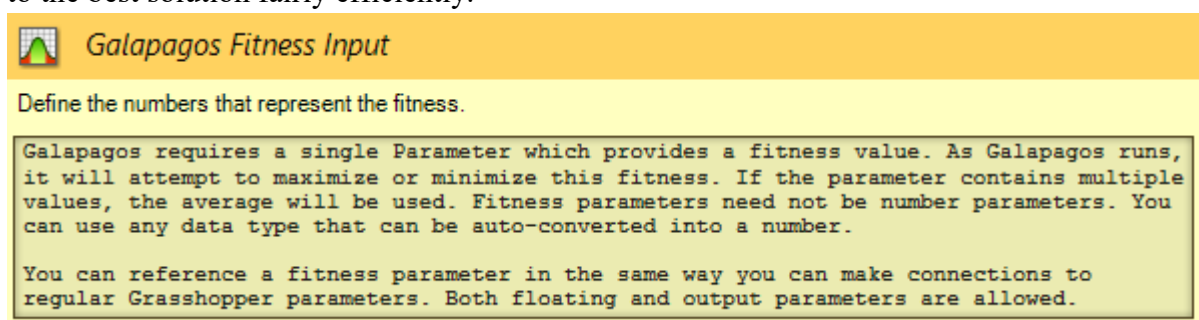 to the best solution fairly efficiently.
Galapagos Fitness Input
Define the numbers that represent the fitness.
Galapagos requires a single Parameter which provides a fitness value. As Galapagos runs,
it will attempt to maximize or minimize this fitness. If the parameter contains multiple
values, the average will be used. Fitness parameters need not be number parameters. You
can use any data type that can be auto-converted into a number.
You can reference a fitness parameter in the same way you can make connections to
regular Grasshopper parameters. Both floating and output parameters are allowed.